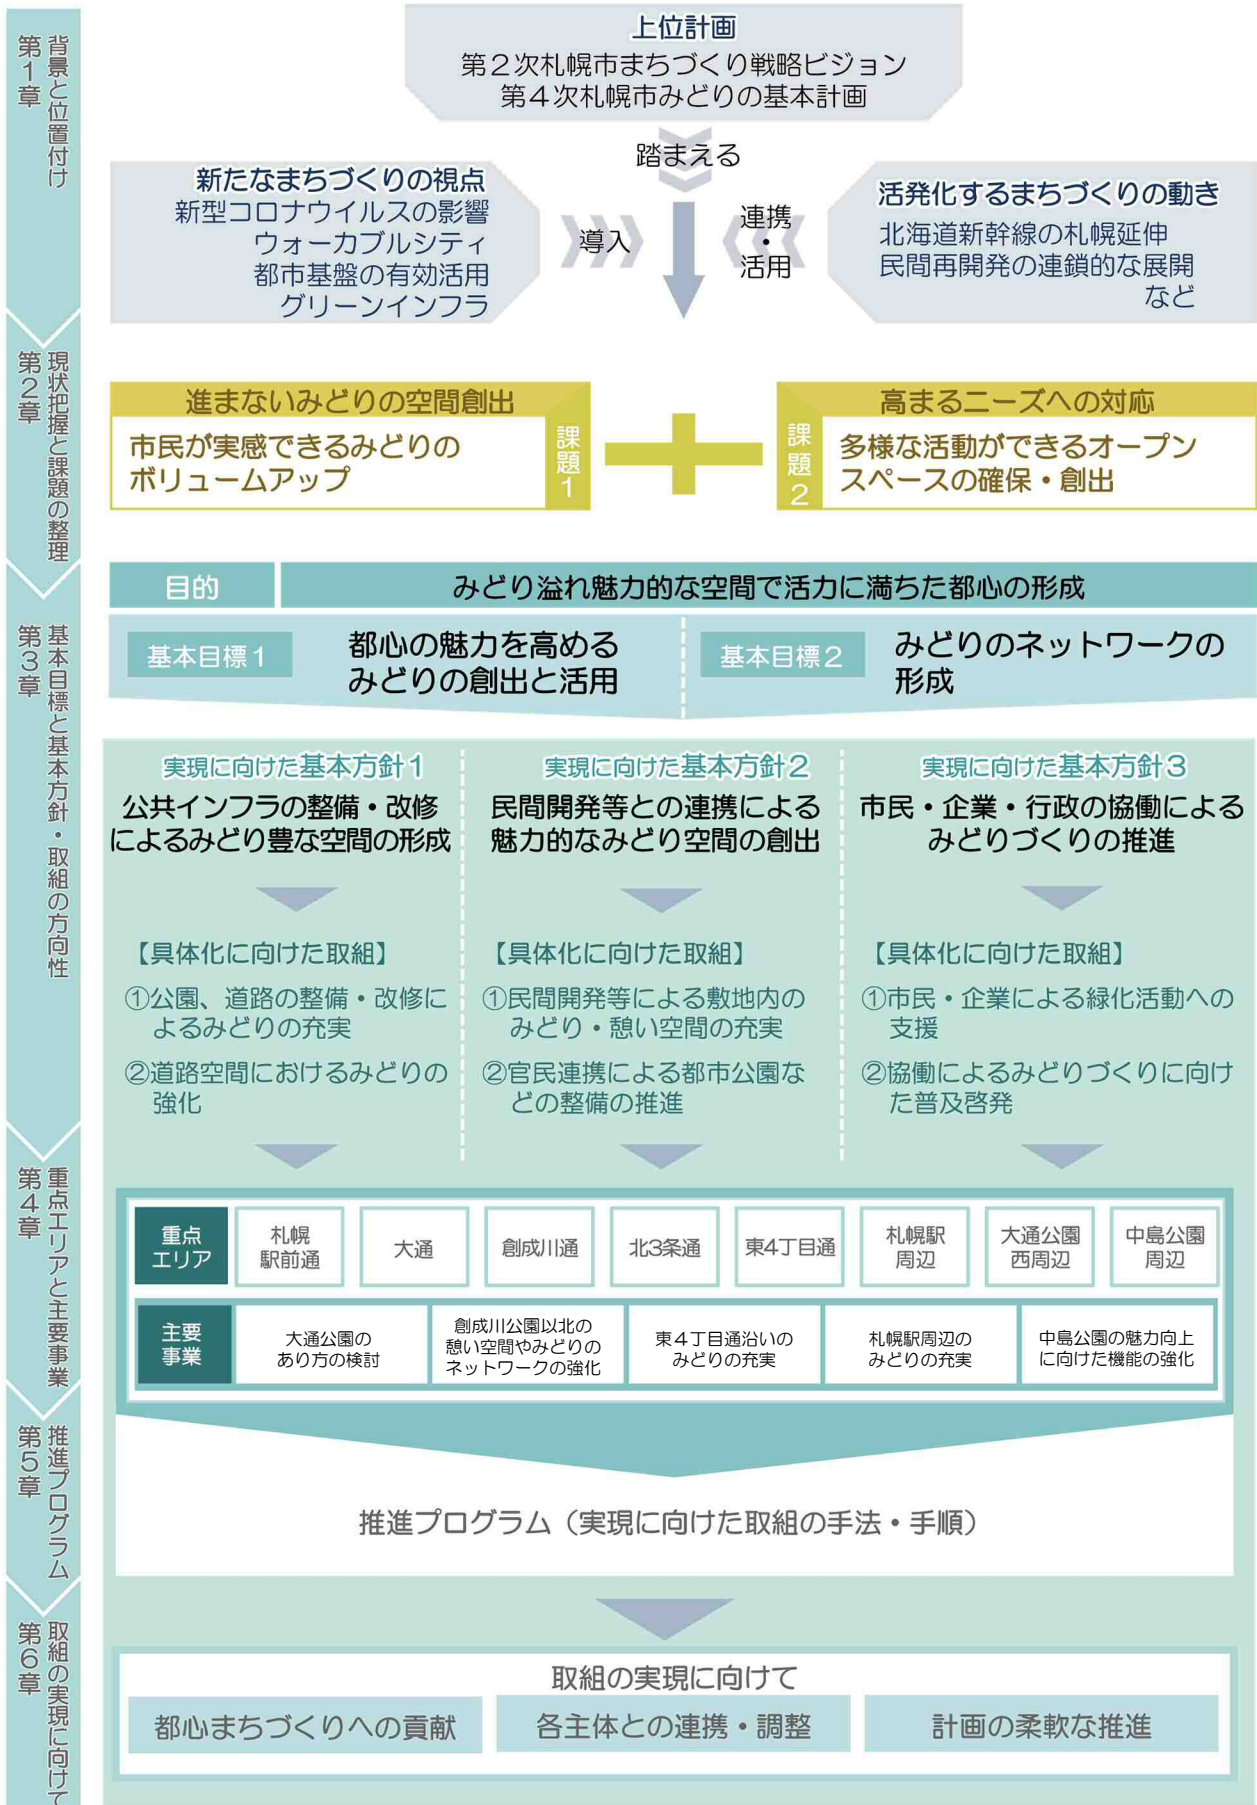 第1章
背景と位置付け
上位計画
第２次札幌市まちづくり戦略ビジョン
第４次札幌市みどりの基本計画
踏まえる
新たなまちづくりの視点
新型コロナウイルスの影響
ウォーカブルシティ
都市基盤の有効活用
グリーンインフラ
導入
連携
・
活用
活発化するまちづくりの動き
北海道新幹線の札幌延伸
民間再開発の連鎖的な展開
など
第2章
現状把握と課題の整理
進まないみどりの空間創出
市民が実感できるみどりの
ボリュームアップ
課題1
高まるニーズへの対応
課題2
多様な活動ができるオープン
スペースの確保・創出
第3章
基本目標と基本方針・取組の方向性
目的
みどり溢れ魅力的な空間で活力に満ちた都心の形成
基本目標１
都心の魅力を高める
みどりの創出と活用
基本目標２
みどりのネットワークの
形成
実現に向けた基本方針１
公共インフラの整備・改修
によるみどり豊な空間の形成
【具体化に向けた取組】
①公園、道路の整備・改修に
よるみどりの充実
②道路空間におけるみどりの
強化
実現に向けた基本方針２
民間開発等との連携による
魅力的なみどり空間の創出
【具体化に向けた取組】
①民間開発等による敷地内の
みどり・憩い空間の充実
②官民連携による都市公園な
どの整備の推進
実現に向けた基本方針３
市民・企業・行政の協働による
みどりづくりの推進
【具体化に向けた取組】
①市民・企業による緑化活動への
支援
②協働によるみどりづくりに向け
た普及啓発
第4章
重点エリアと主要事業
重点
エリア
札幌
駅前通
大通
創成川通
北3条通
東4丁目通
札幌駅
周辺
大通公園
西周辺
中島公園
周辺
主要
事業
大通公園の
あり方の検討
創成川公園以北の
憩い空間やみどりの
ネットワークの強化
東４丁目通沿いの
みどりの充実
札幌駅周辺の
みどりの充実
中島公園の魅力向上
に向けた機能の強化
第5章
推進プログラム
推進プログラム（実現に向けた取組の手法・手順）
第6章
取組の実現に向けて
取組の実現に向けて
都心まちづくりへの貢献
各主体との連携・調整
計画の柔軟な推進